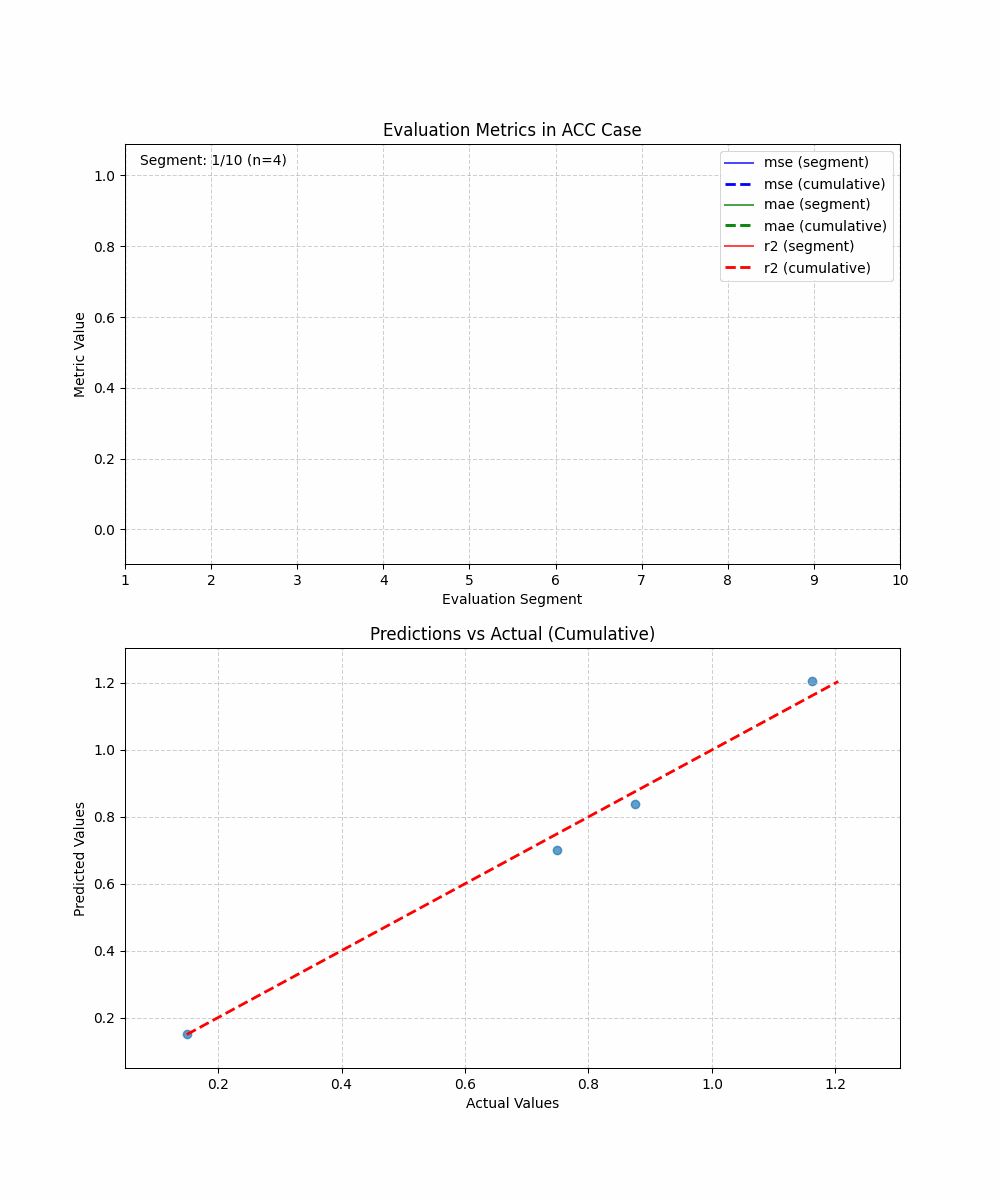 Evaluation Metrics in ACC Case
Segment: 1/10 (n=4)
mse (segment)
mse (cumulative)
mae (segment)
mae (cumulative)
r2 (segment)
r2 (cumulative)
Metric Value
1.0
0.8
0.6
0.4
0.2
0.0
1 2 3 4 5 6 7 8 9 10
Evaluation Segment
Predictions vs Actual (Cumulative)
Predicted Values
1.2
1.0
0.8
0.6
0.4
0.2
0.2 0.4 0.6 0.8 1.0 1.2
Actual Values